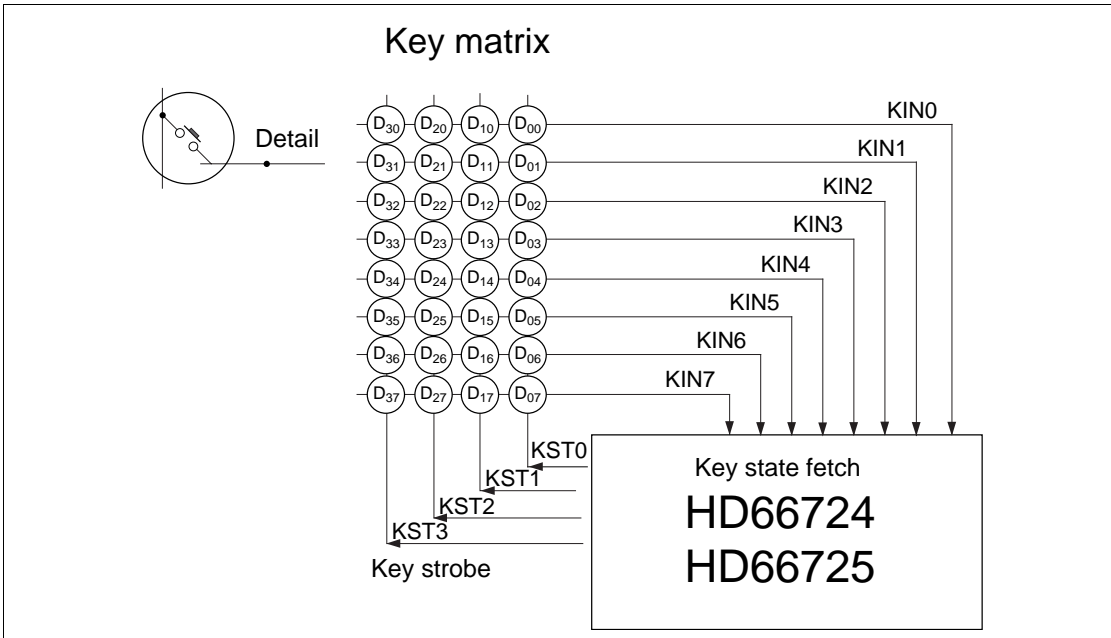 Key matrix
Detail
D30 D20 D10 D00 KIN0
D31 D21 D11 D01 KIN1
D32 D22 D12 D02 KIN2
D33 D23 D13 D03 KIN3
D34 D24 D14 D04 KIN4
D35 D25 D15 D05 KIN5
D36 D26 D16 D06 KIN6
D37 D27 D17 D07 KIN7
KST0
KST1
KST2
KST3
Key strobe
Key state fetch
HD66724
HD66725